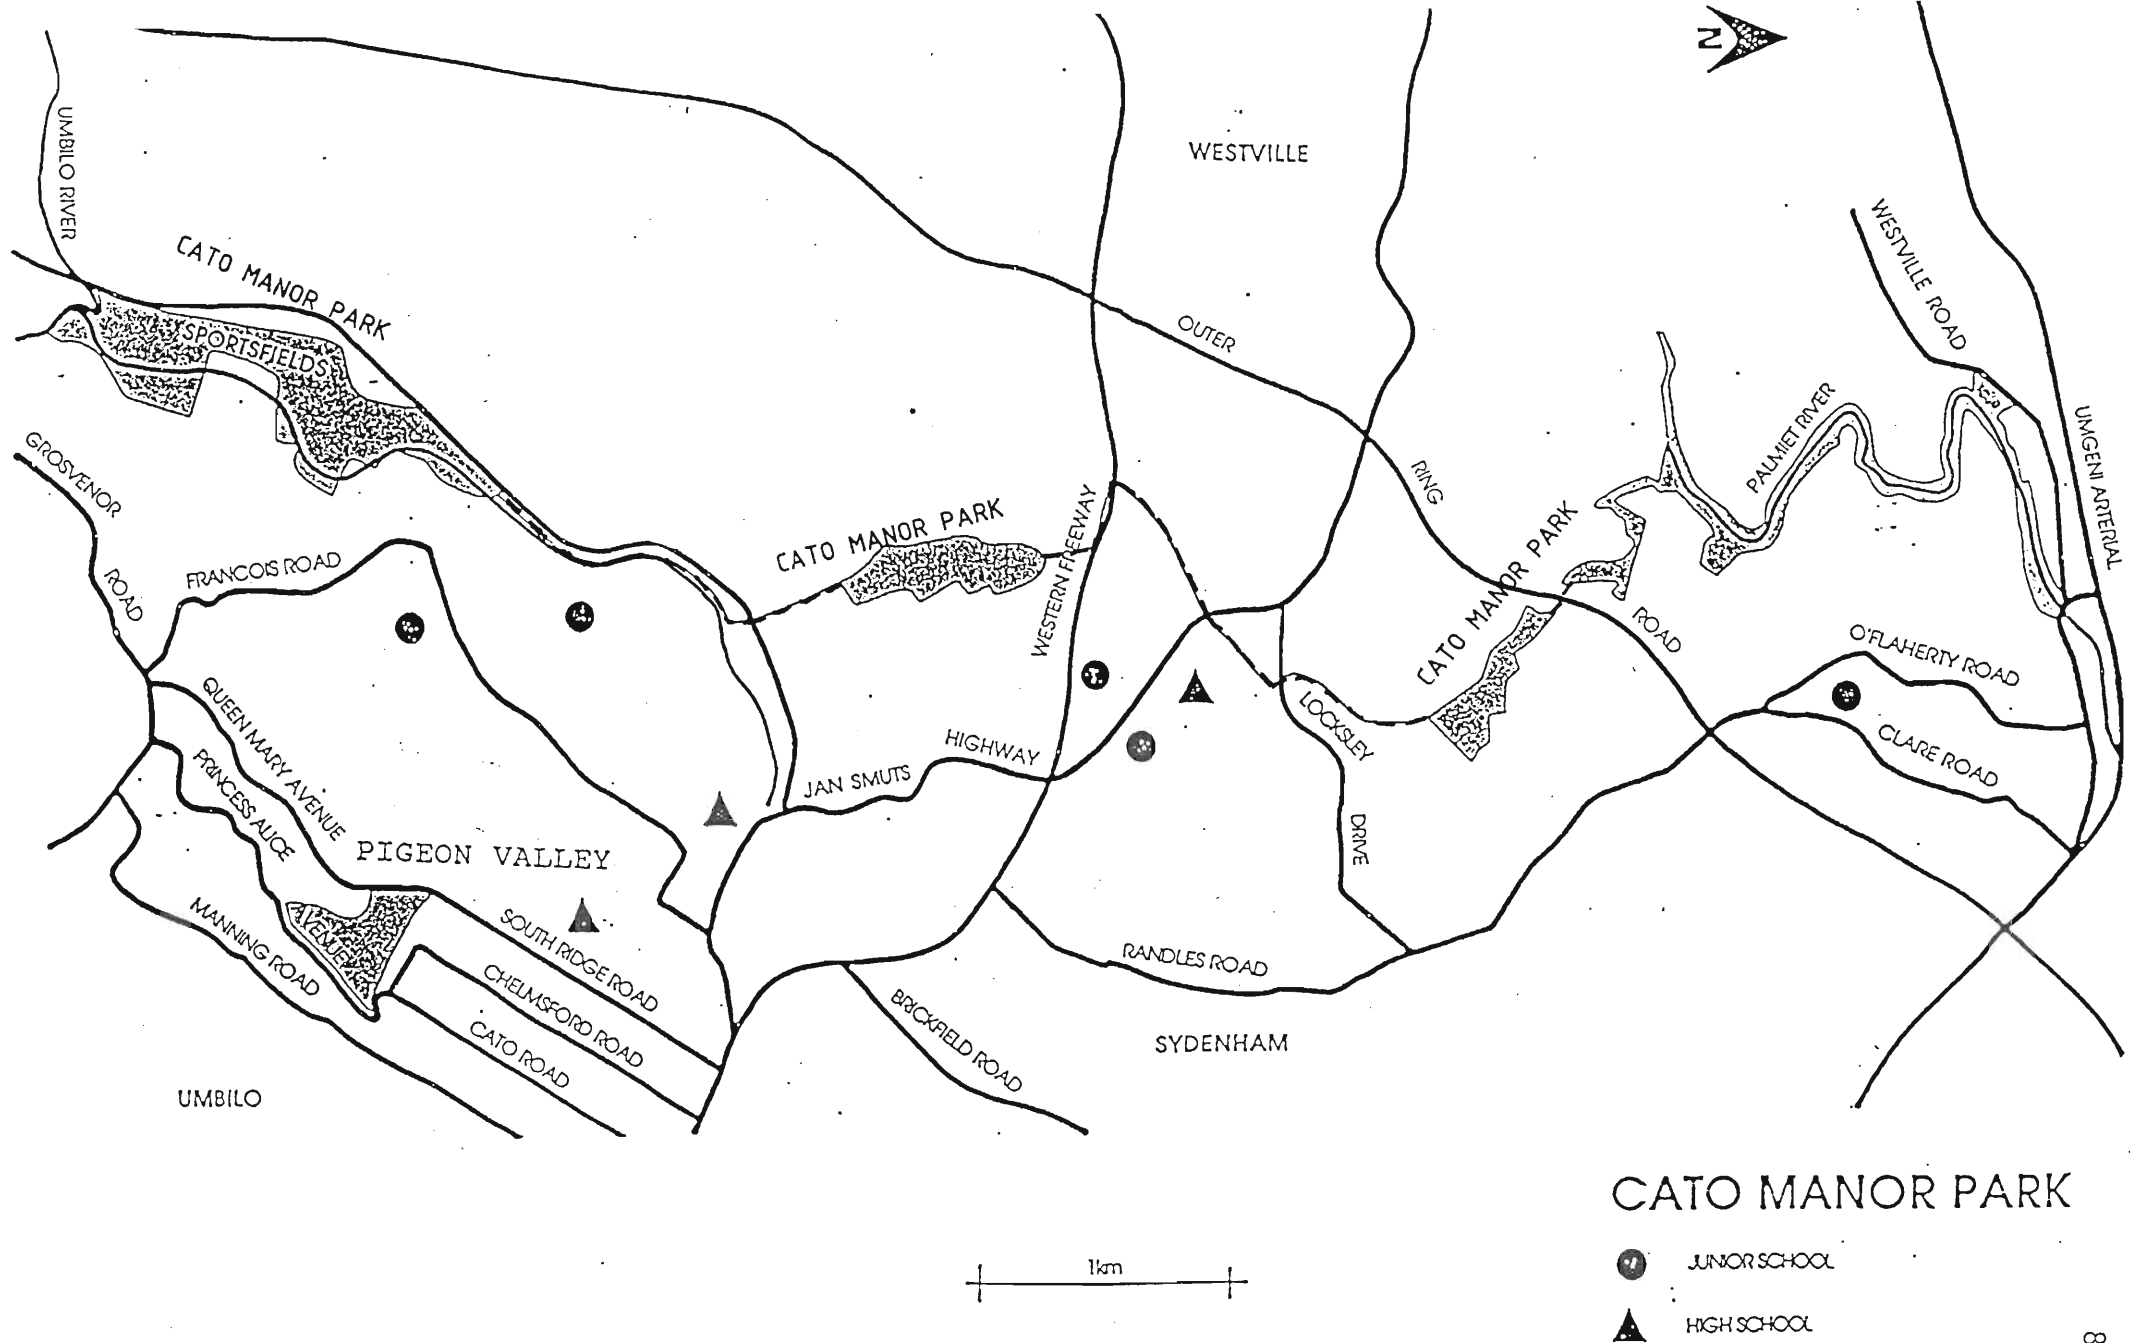 N
WESTVILLE
UMBILO RIVER
WESTVILLE ROAD
CATO MANOR PARK
SPORTSFIELDS
OUTER
RING
ROAD
PALMIET RIVER
UMGENI ARTERIAL
GROSVENOR
ROAD
FRANCOIS ROAD
CATO MANOR PARK
WESTERN FREEWAY
CATO MANOR PARK
O'FLAHERTY ROAD
CLARE ROAD
QUEEN MARY AVENUE
PRINCESS ALICE
AVENUE
LOCKSLEY
DRIVE
JAN SMUTS
HIGHWAY
PIGEON VALLEY
MANNING ROAD
SOUTH RIDGE ROAD
CHELMSFORD ROAD
CATO ROAD
RANDLES ROAD
BRICKFIELD ROAD
SYDENHAM
UMBILO
CATO MANOR PARK
1km
JUNIOR SCHOOL
HIGH SCHOOL
8